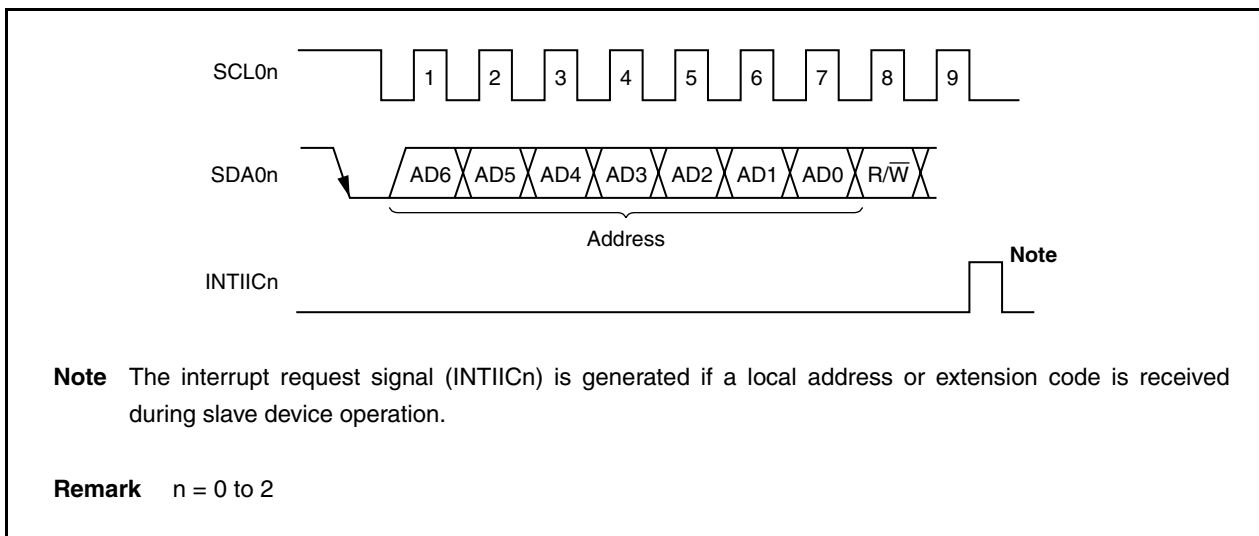 SCL0n
1 2 3 4 5 6 7 8 9
SDA0n
AD6 AD5 AD4 AD3 AD2 AD1 AD0 R/W̅
Address
Note
INTIICn
Note The interrupt request signal (INTIICn) is generated if a local address or extension code is received
during slave device operation.
Remark n = 0 to 2